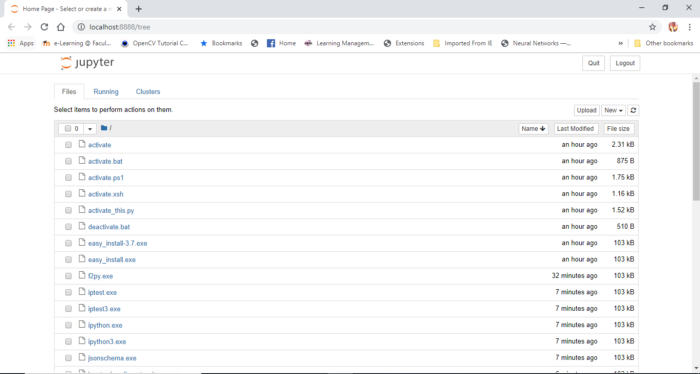 Home Page - Select or create a n
localhost:8888/tree
Apps e-Learning @ Facul... OpenCV Tutorial C... Bookmarks Home Learning Managem... Extensions Imported From IE Neural Networks —... » Other bookmarks
jupyter Quit Logout
Files Running Clusters
Select items to perform actions on them. Upload New
0 / Name Last Modified File size
activate an hour ago 2.31 kB
activate.bat an hour ago 875 B
activate.ps1 an hour ago 1.75 kB
activate.xsh an hour ago 1.16 kB
activate_this.py an hour ago 1.52 kB
deactivate.bat an hour ago 510 B
easy_install-3.7.exe an hour ago 103 kB
easy_install.exe an hour ago 103 kB
f2py.exe 32 minutes ago 103 kB
iptest.exe 7 minutes ago 103 kB
iptest3.exe 7 minutes ago 103 kB
ipython.exe 7 minutes ago 103 kB
ipython3.exe 7 minutes ago 103 kB
jsonschema.exe 7 minutes ago 103 kB